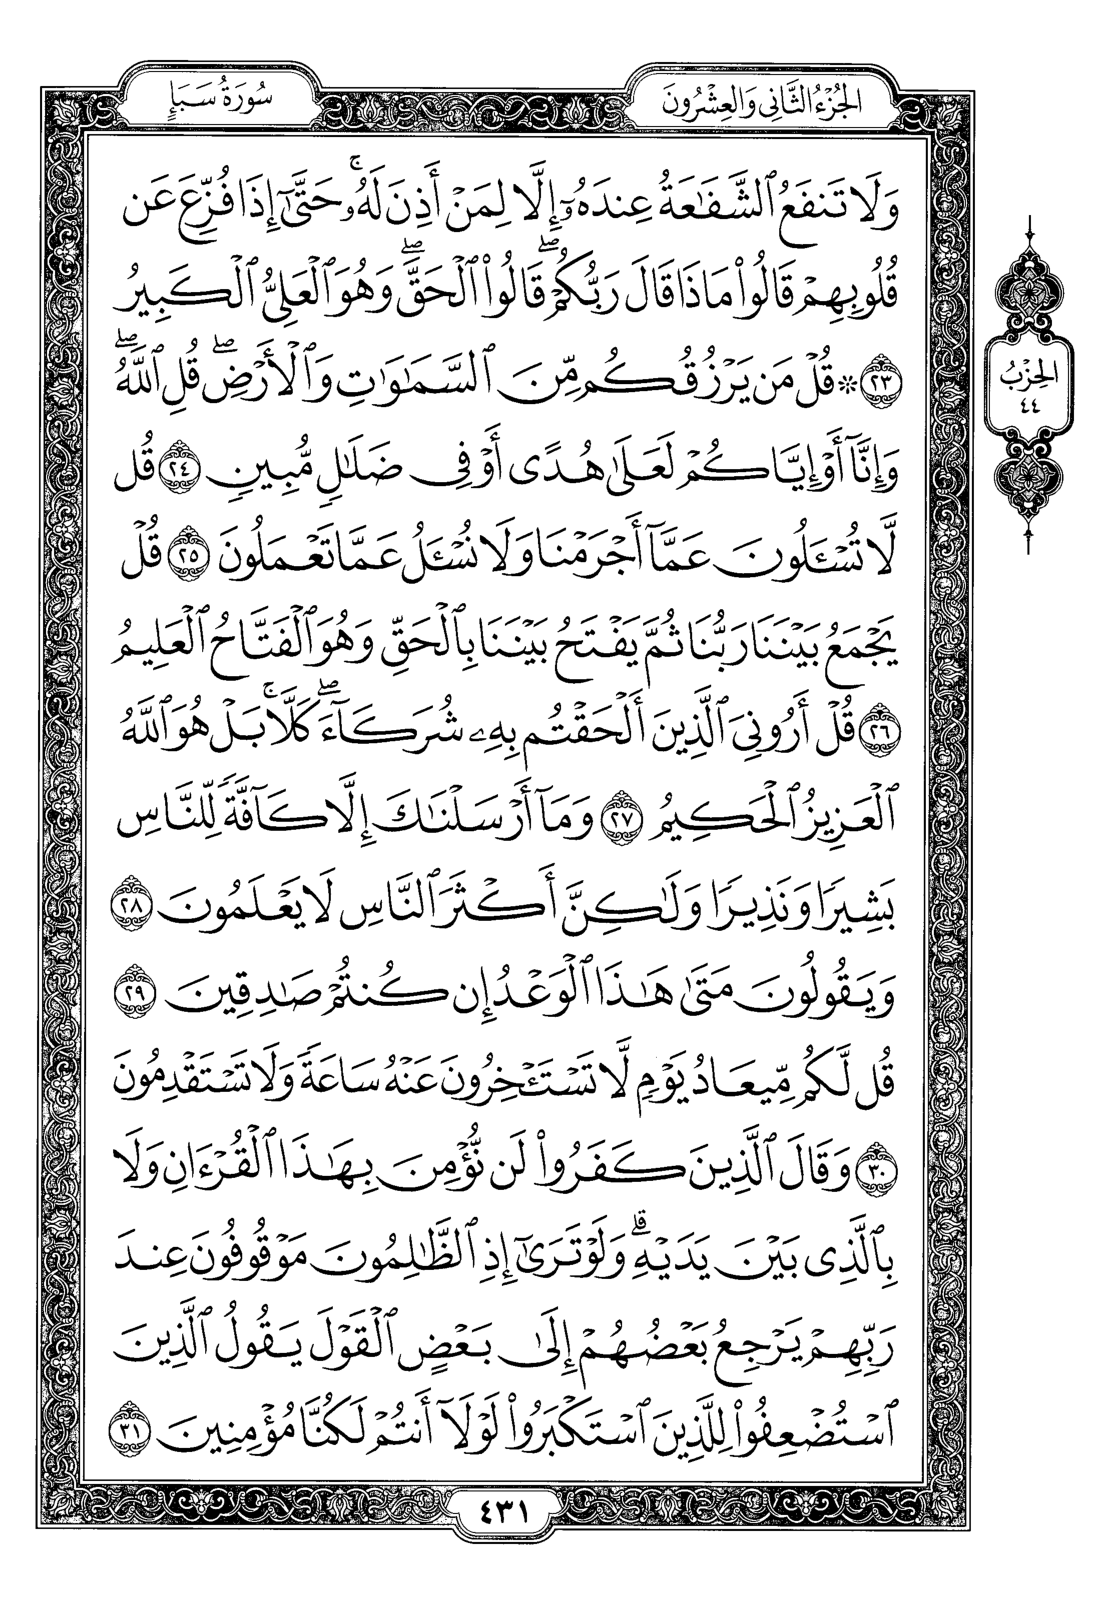 الجُزْءُ الثَّانِي وَالعِشْرُونَ
سُورَةُ سَبَإٍ
وَلَا تَنفَعُ ٱلشَّفَٰعَةُ عِندَهُۥٓ إِلَّا لِمَنْ أَذِنَ لَهُۥۚ حَتَّىٰٓ إِذَا فُزِّعَ عَن
قُلُوبِهِمْ قَالُوا۟ مَاذَا قَالَ رَبُّكُمْۖ قَالُوا۟ ٱلْحَقَّۖ وَهُوَ ٱلْعَلِىُّ ٱلْكَبِيرُ
٢٣ ۞ قُلْ مَن يَرْزُقُكُم مِّنَ ٱلسَّمَٰوَٰتِ وَٱلْأَرْضِۖ قُلِ ٱللَّهُۖ
وَإِنَّآ أَوْ إِيَّاكُمْ لَعَلَىٰ هُدًى أَوْ فِى ضَلَٰلٍ مُّبِينٍ ٢٤ قُل
لَّا تُسْـَٔلُونَ عَمَّآ أَجْرَمْنَا وَلَا نُسْـَٔلُ عَمَّا تَعْمَلُونَ ٢٥ قُلْ
يَجْمَعُ بَيْنَنَا رَبُّنَا ثُمَّ يَفْتَحُ بَيْنَنَا بِٱلْحَقِّ وَهُوَ ٱلْفَتَّاحُ ٱلْعَلِيمُ
٢٦ قُلْ أَرُونِىَ ٱلَّذِينَ أَلْحَقْتُم بِهِۦ شُرَكَآءَۖ كَلَّاۚ بَلْ هُوَ ٱللَّهُ
ٱلْعَزِيزُ ٱلْحَكِيمُ ٢٧ وَمَآ أَرْسَلْنَٰكَ إِلَّا كَآفَّةً لِّلنَّاسِ
بَشِيرًا وَنَذِيرًا وَلَٰكِنَّ أَكْثَرَ ٱلنَّاسِ لَا يَعْلَمُونَ ٢٨
وَيَقُولُونَ مَتَىٰ هَٰذَا ٱلْوَعْدُ إِن كُنتُمْ صَٰدِقِينَ ٢٩
قُل لَّكُم مِّيعَادُ يَوْمٍ لَّا تَسْتَـْٔخِرُونَ عَنْهُ سَاعَةً وَلَا تَسْتَقْدِمُونَ
٣٠ وَقَالَ ٱلَّذِينَ كَفَرُوا۟ لَن نُّؤْمِنَ بِهَٰذَا ٱلْقُرْءَانِ وَلَا
بِٱلَّذِى بَيْنَ يَدَيْهِۗ وَلَوْ تَرَىٰٓ إِذِ ٱلظَّٰلِمُونَ مَوْقُوفُونَ عِندَ
رَبِّهِمْ يَرْجِعُ بَعْضُهُمْ إِلَىٰ بَعْضٍ ٱلْقَوْلَ يَقُولُ ٱلَّذِينَ
ٱسْتُضْعِفُوا۟ لِلَّذِينَ ٱسْتَكْبَرُوا۟ لَوْلَآ أَنتُمْ لَكُنَّا مُؤْمِنِينَ ٣١
الحِزْبُ
٤٤
٤٣١